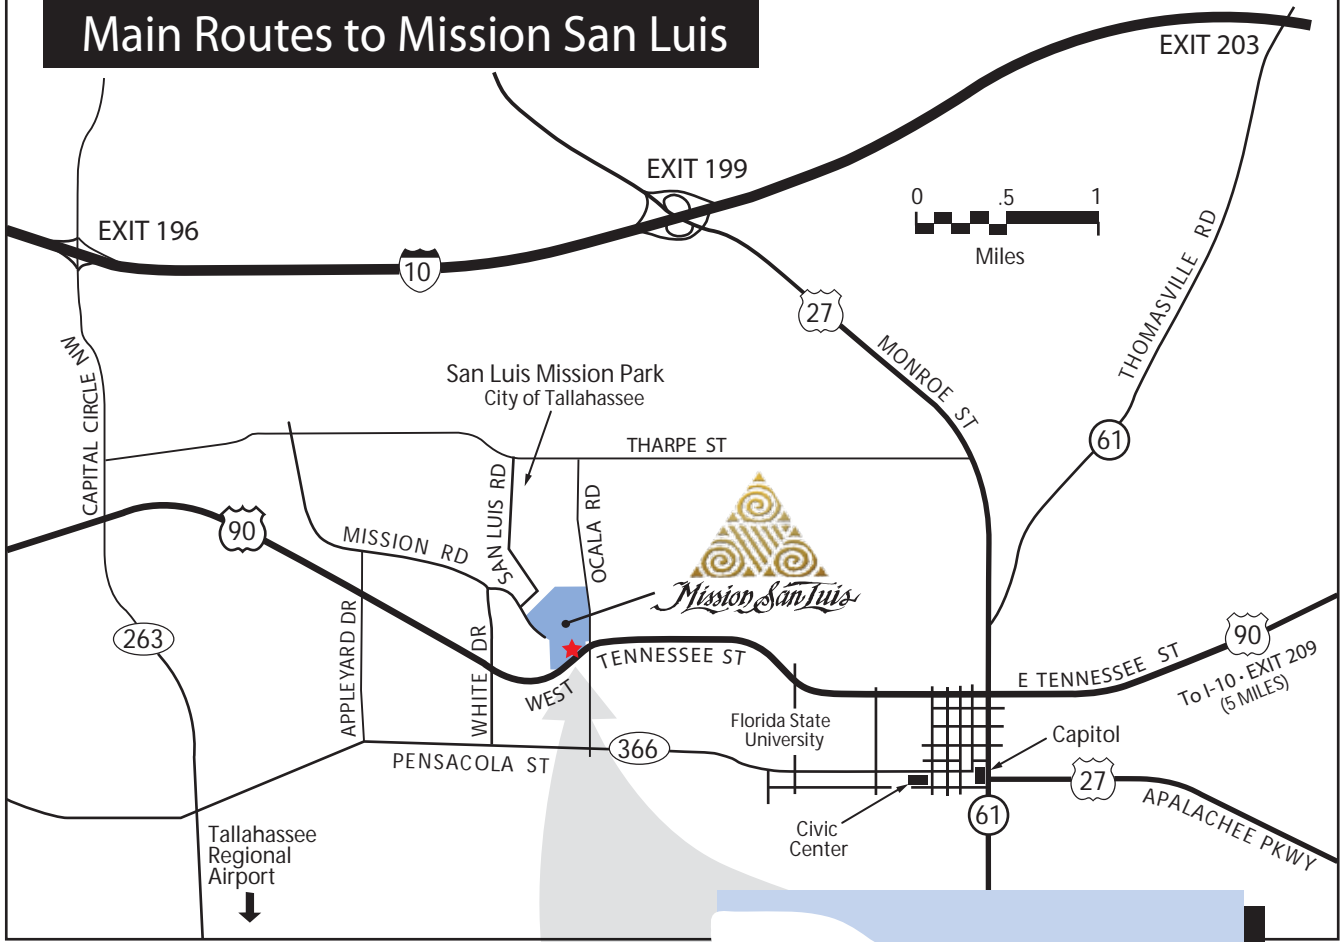 Main Routes to Mission San Luis
EXIT 203
EXIT 199
0 .5 1
Miles
EXIT 196
10
THOMASVILLE RD
27
MONROE ST
CAPITAL CIRCLE NW
San Luis Mission Park
City of Tallahassee
61
THARPE ST
SAN LUIS RD
OCALA RD
90
MISSION RD
Mission San Luis
263
APPLEYARD DR
WHITE DR
WEST TENNESSEE ST
E TENNESSEE ST
90
To I-10 · EXIT 209
(5 MILES)
Florida State
University
366
PENSACOLA ST
Capitol
27
APALACHEE PKWY
61
Civic
Center
Tallahassee
Regional
Airport